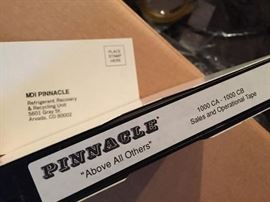 PLACE
STAMP
HERE
MDI PINNACLE
Refrigerant Recovery
& Recycling Unit
5601 Gray St.
Arvada, CO 80002
PINNACLE
"Above All Others"
1000 CA - 1000 CB
Sales and Operational Tape